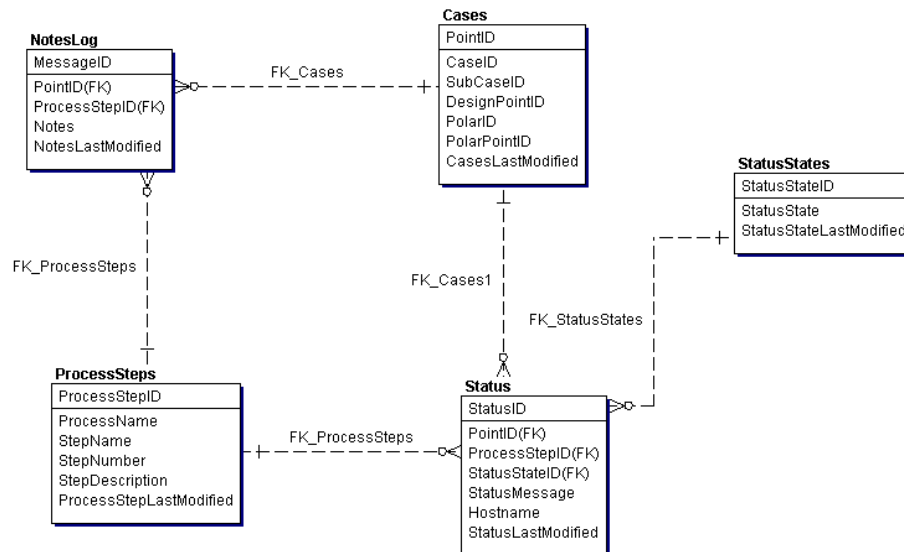 Cases
PointID
CaseID
SubCaseID
DesignPointID
PolarID
PolarPointID
CasesLastModified
NotesLog
MessageID
PointID(FK)
ProcessStepID(FK)
Notes
NotesLastModified
FK_Cases
StatusStates
StatusStateID
StatusState
StatusStateLastModified
FK_ProcessSteps
FK_Cases1
FK_StatusStates
ProcessSteps
ProcessStepID
ProcessName
StepName
StepNumber
StepDescription
ProcessStepLastModified
FK_ProcessSteps
Status
StatusID
PointID(FK)
ProcessStepID(FK)
StatusStateID(FK)
StatusMessage
Hostname
StatusLastModified